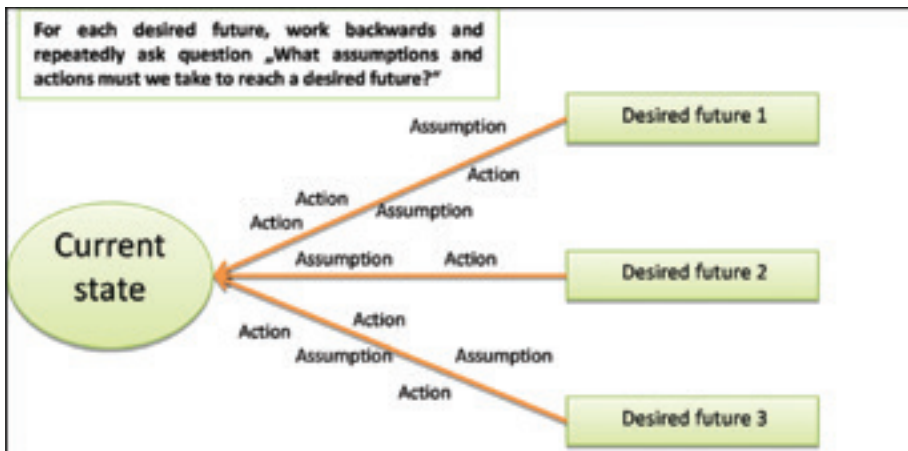 For each desired future, work backwards and
repeatedly ask question „What assumptions and
actions must we take to reach a desired future?"
Desired future 1
Assumption
Action
Action
Assumption
Action
Current
state
Assumption
Action
Desired future 2
Action
Action
Assumption
Assumption
Action
Desired future 3